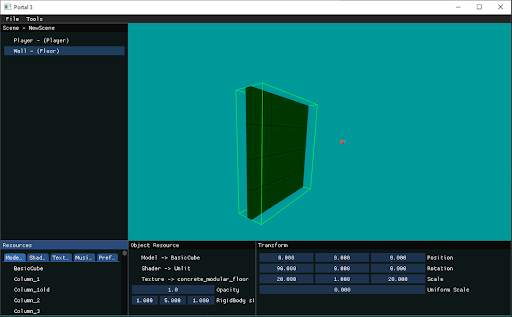 Portal 3
File Tools
Scene - NewScene
Player - (Player)
Wall - (Floor)
Resources
Mode.. Shad.. Text.. Musi.. Pref..
BasicCube
Column_1
Column_1old
Column_2
Column_3
Object Resource
Model -> BasicCube
Shader -> Unlit
Texture -> concrete_modular_floor
1.0 Opacity
1.000 5.000 1.000 RigidBody si
Transform
0.000 0.000 0.000 Position
90.000 0.000 0.000 Rotation
20.000 1.000 20.000 Scale
0.000 Uniform Scale